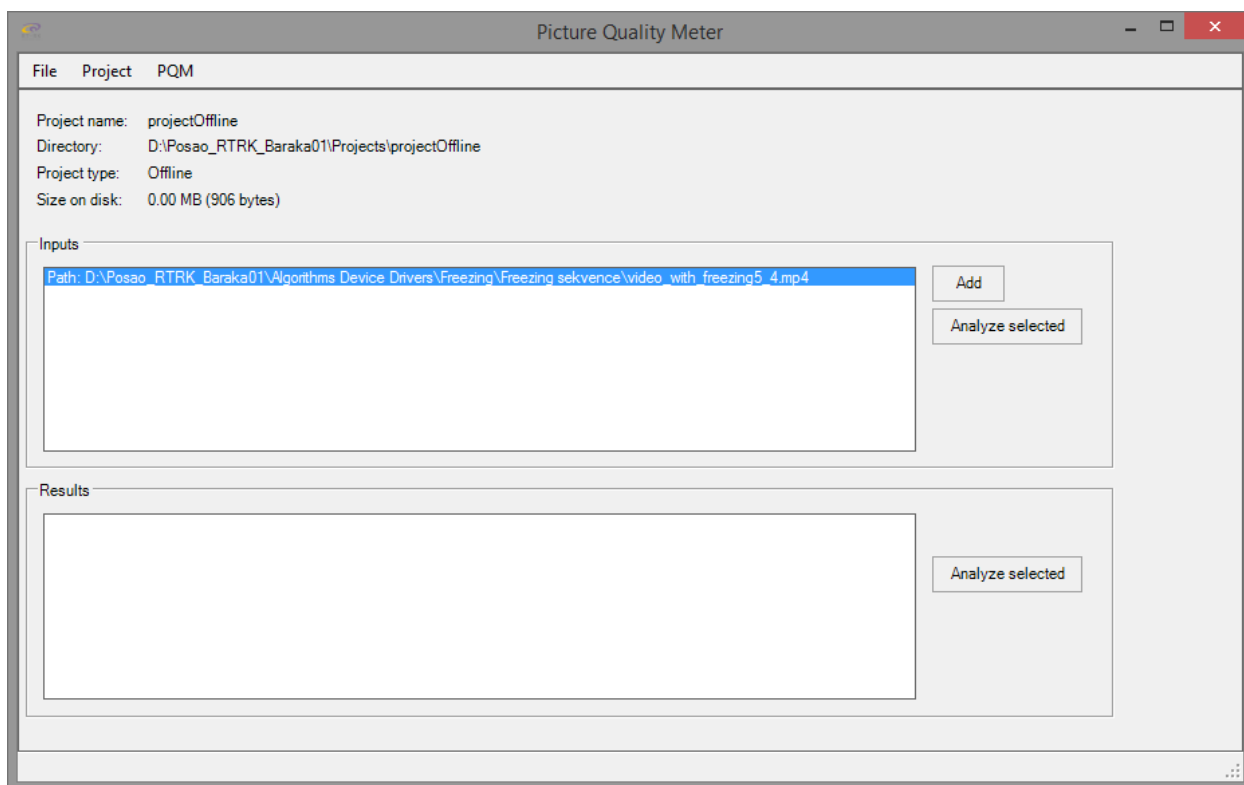 Picture Quality Meter
File Project PQM
Project name: projectOffline
Directory: D:\Posao_RTRK_Baraka01\Projects\projectOffline
Project type: Offline
Size on disk: 0.00 MB (906 bytes)
Inputs
Path: D:\Posao_RTRK_Baraka01\Algorithms Device Drivers\Freezing\Freezing sekvence\video_with_freezing5_4.mp4
Add
Analyze selected
Results
Analyze selected